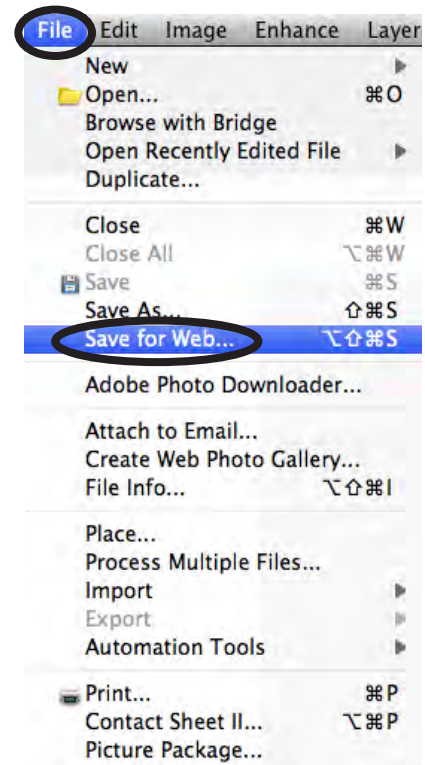 File Edit Image Enhance Layer
New
Open... ⌘O
Browse with Bridge
Open Recently Edited File
Duplicate...
Close ⌘W
Close All ⌥⌘W
Save ⌘S
Save As... ⇧⌘S
Save for Web... ⌥⇧⌘S
Adobe Photo Downloader...
Attach to Email...
Create Web Photo Gallery...
File Info... ⌥⇧⌘I
Place...
Process Multiple Files...
Import
Export
Automation Tools
Print... ⌘P
Contact Sheet II... ⌥⌘P
Picture Package...